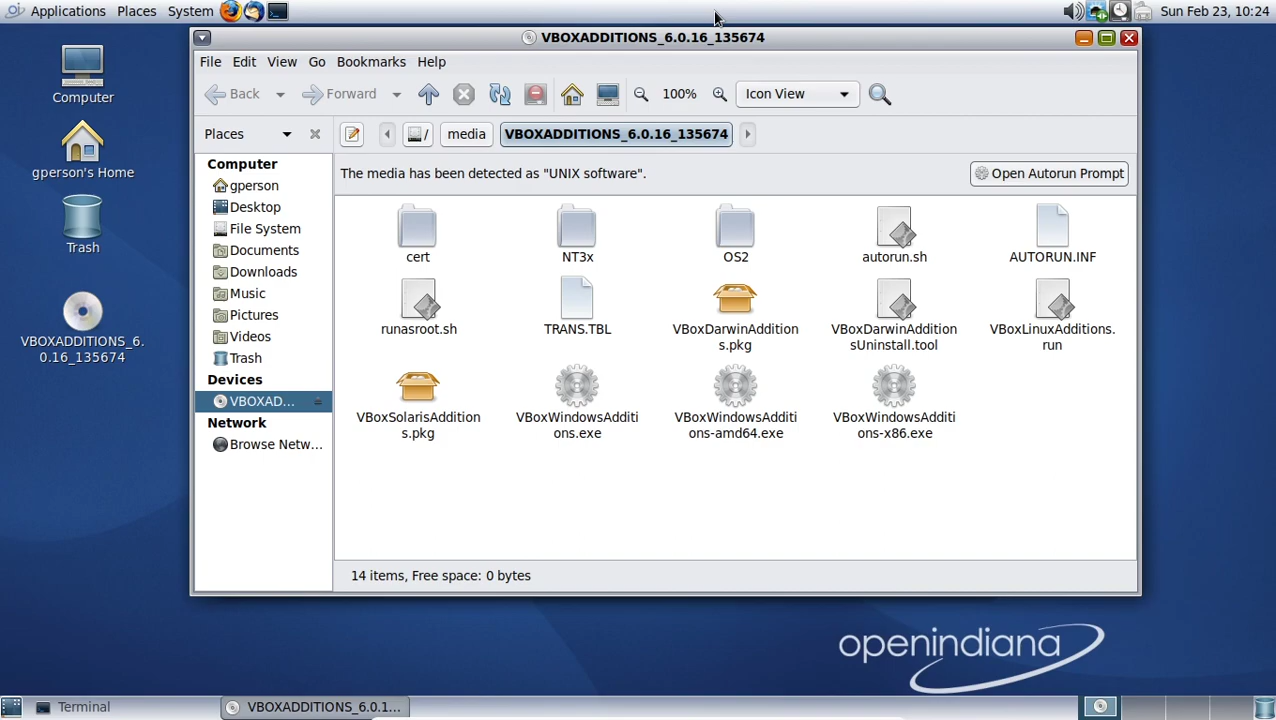 Applications Places System Sun Feb 23, 10:24
Computer
gperson's Home
Trash
VBOXADDITIONS_6.
0.16_135674
VBOXADDITIONS_6.0.16_135674
File Edit View Go Bookmarks Help
Back Forward 100% Icon View
Places / media VBOXADDITIONS_6.0.16_135674
Computer
gperson
Desktop
File System
Documents
Downloads
Music
Pictures
Videos
Trash
Devices
VBOXAD...
Network
Browse Netw...
The media has been detected as "UNIX software". Open Autorun Prompt
cert
NT3x
OS2
autorun.sh
AUTORUN.INF
runasroot.sh
TRANS.TBL
VBoxDarwinAddition
s.pkg
VBoxDarwinAddition
sUninstall.tool
VBoxLinuxAdditions.
run
VBoxSolarisAddition
s.pkg
VBoxWindowsAdditi
ons.exe
VBoxWindowsAdditi
ons-amd64.exe
VBoxWindowsAdditi
ons-x86.exe
14 items, Free space: 0 bytes
openindiana
Terminal VBOXADDITIONS_6.0.1...